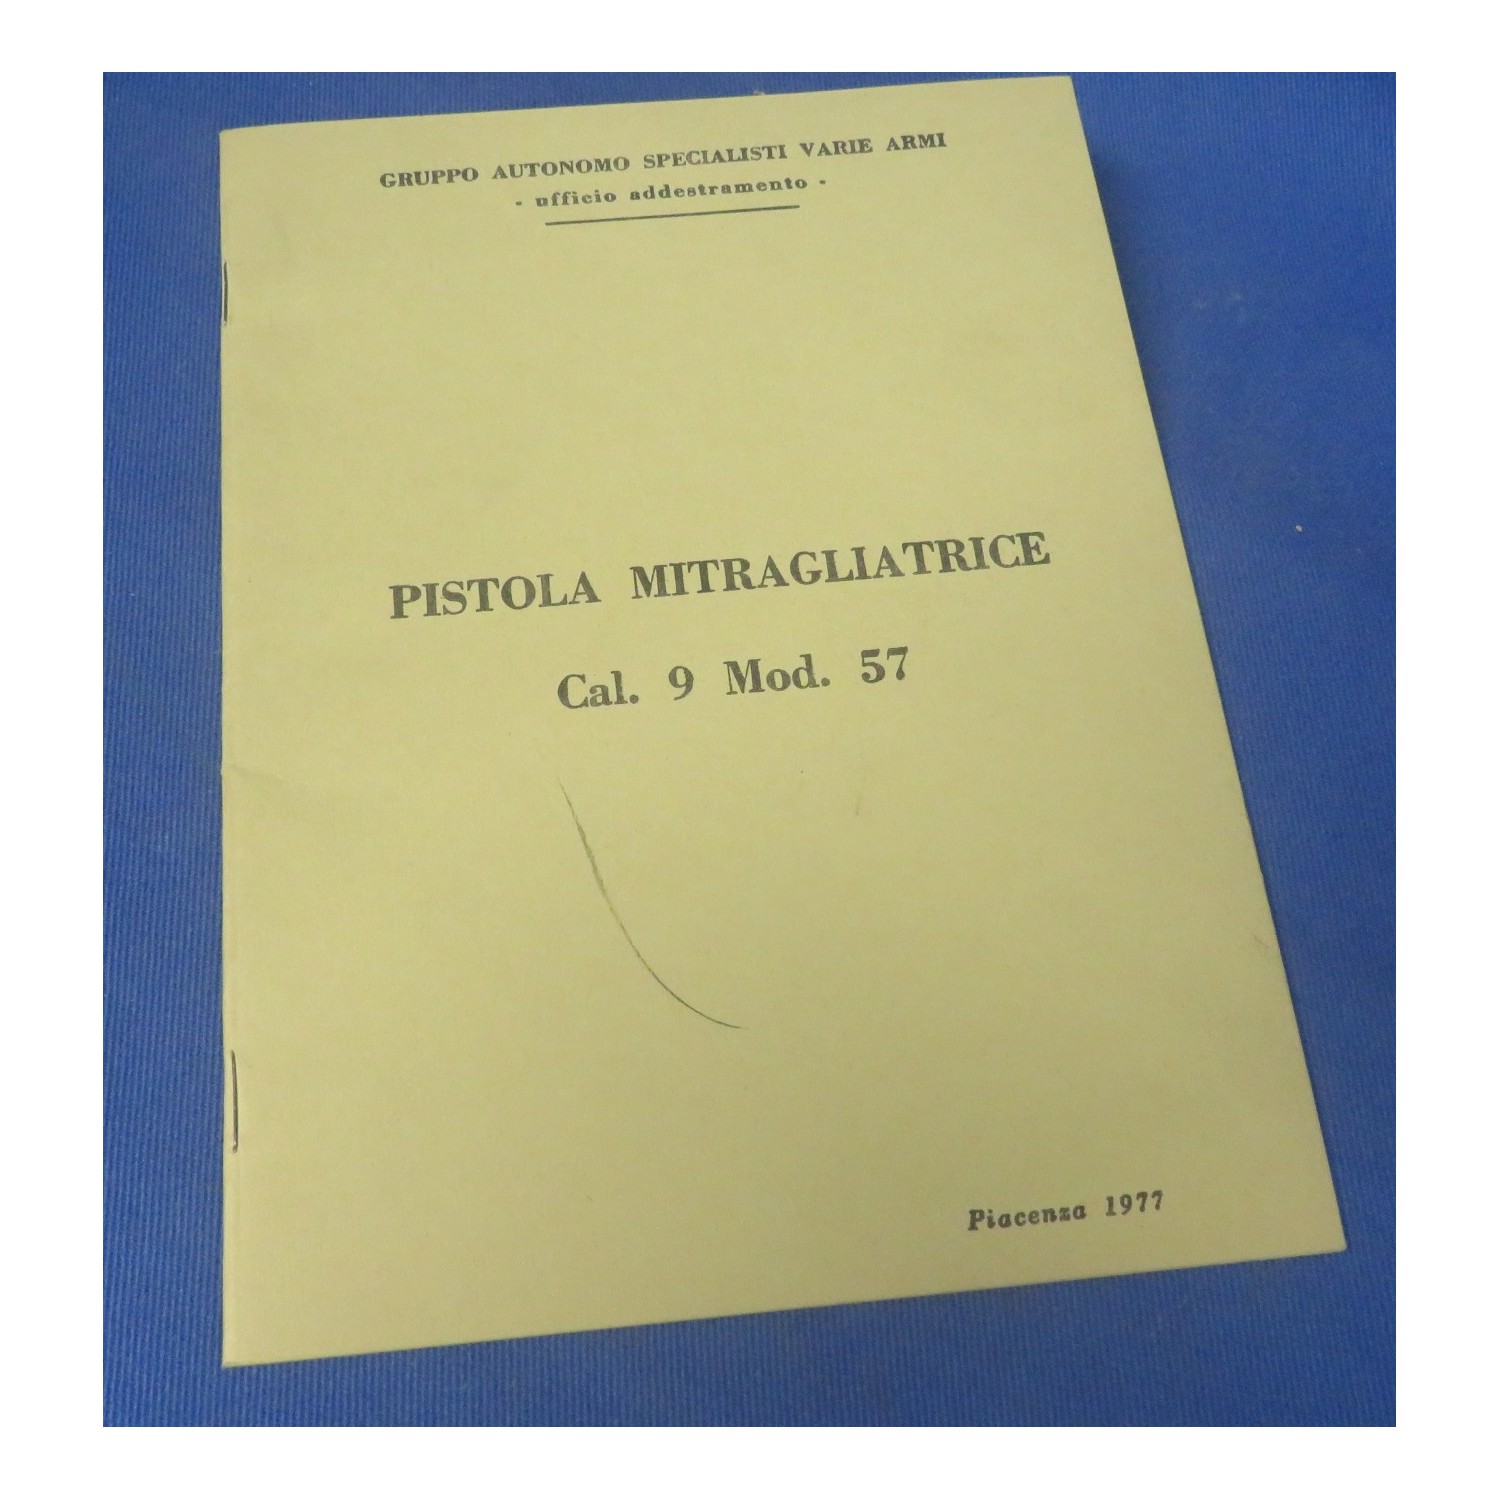 GRUPPO AUTONOMO SPECIALISTI VARIE ARMI
- ufficio addestramento -
PISTOLA MITRAGLIATRICE
Cal. 9 Mod. 57
Piacenza 1977